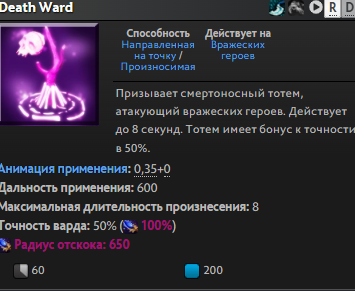 Death Ward
R D
Способность
Направленная
на точку /
Произносимая
Действует на
Вражеских
героев
Призывает смертоносный тотем,
атакующий вражеских героев. Действует
до 8 секунд. Тотем имеет бонус к точности
в 50%.
Анимация применения: 0,35+0
Дальность применения: 600
Максимальная длительность произнесения: 8
Точность варда: 50% (100%)
Радиус отскока: 650
60
200